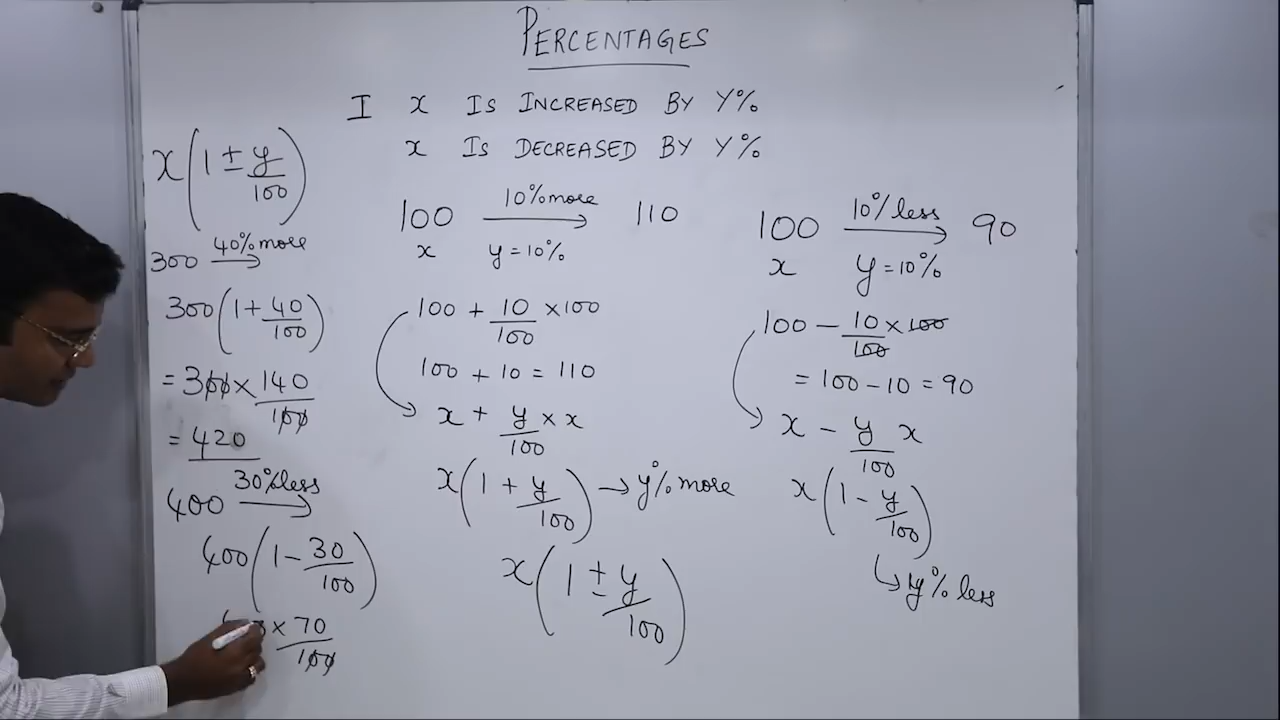 PERCENTAGES
I x IS INCREASED BY Y%
x IS DECREASED BY Y%
x(1 ± y/100)
300 40% more →
300(1 + 40/100)
= 300 × 140/100
= 420
400 30% less →
400(1 - 30/100)
× 70/100
100 10% more → 110
x y = 10%
100 + 10/100 × 100
100 + 10 = 110
x + y/100 × x
x(1 + y/100) → y% more
x(1 ± y/100)
100 10% less → 90
x y = 10%
100 - 10/100 × 100
= 100 - 10 = 90
x - y/100 x
x(1 - y/100)
↳ y% less